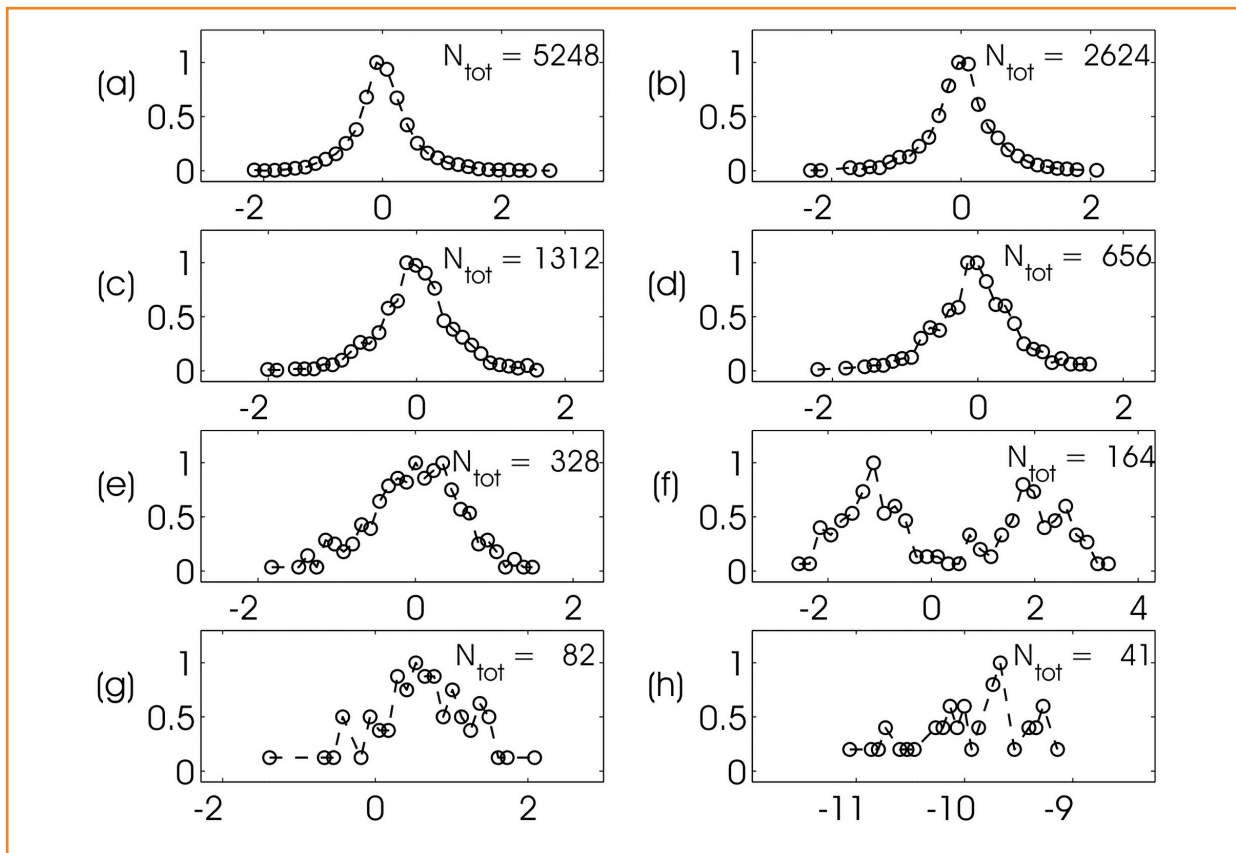 (a)
N_tot = 5248
1
0.5
0
-2 0 2
(b)
N_tot = 2624
1
0.5
0
-2 0 2
(c)
N_tot = 1312
1
0.5
0
-2 0 2
(d)
N_tot = 656
1
0.5
0
-2 0 2
(e)
N_tot = 328
1
0.5
0
-2 0 2
(f)
N_tot = 164
1
0.5
0
-2 0 2 4
(g)
N_tot = 82
1
0.5
0
-2 0 2
(h)
N_tot = 41
1
0.5
0
-11 -10 -9